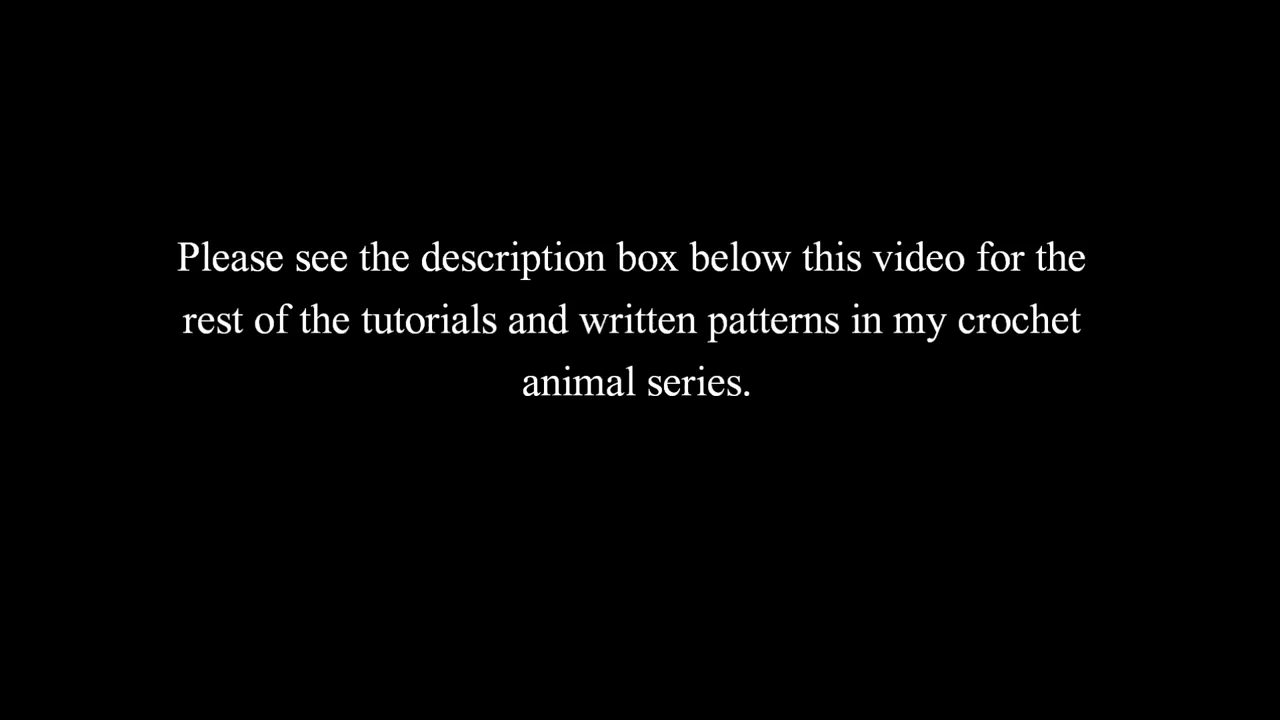 Please see the description box below this video for the
rest of the tutorials and written patterns in my crochet
animal series.